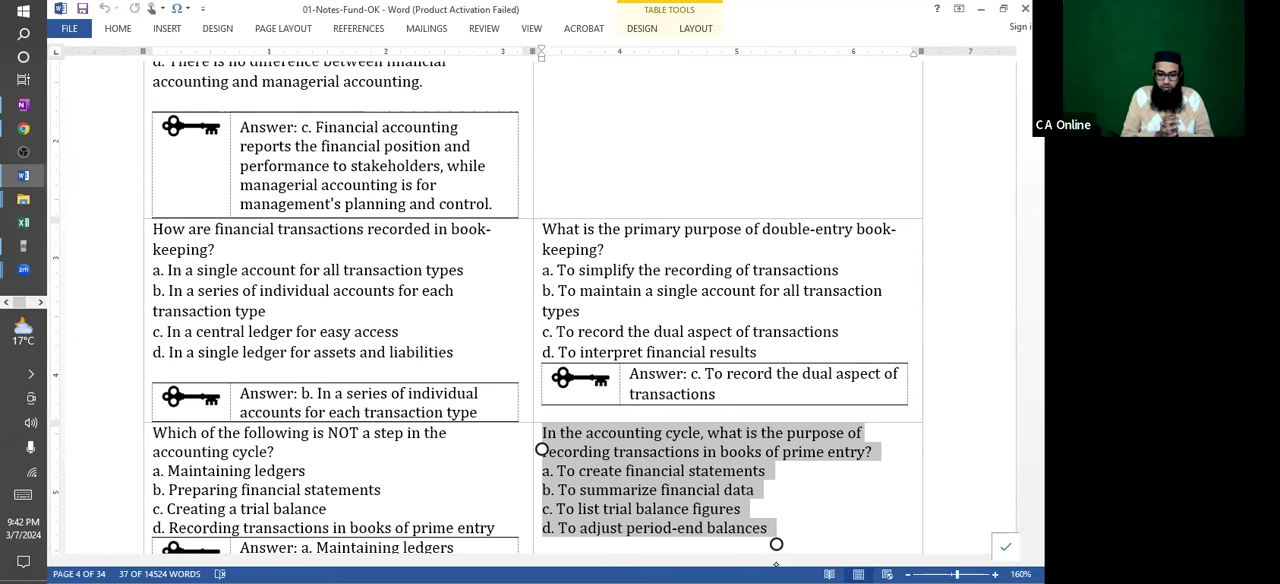 01-Notes-Fund-OK - Word (Product Activation Failed)
TABLE TOOLS
FILE HOME INSERT DESIGN PAGE LAYOUT REFERENCES MAILINGS REVIEW VIEW ACROBAT DESIGN LAYOUT
Sign i
d. There is no difference between financial
accounting and managerial accounting.
Answer: c. Financial accounting
reports the financial position and
performance to stakeholders, while
managerial accounting is for
management's planning and control.
How are financial transactions recorded in book-
keeping?
a. In a single account for all transaction types
b. In a series of individual accounts for each
transaction type
c. In a central ledger for easy access
d. In a single ledger for assets and liabilities
Answer: b. In a series of individual
accounts for each transaction type
What is the primary purpose of double-entry book-
keeping?
a. To simplify the recording of transactions
b. To maintain a single account for all transaction
types
c. To record the dual aspect of transactions
d. To interpret financial results
Answer: c. To record the dual aspect of
transactions
Which of the following is NOT a step in the
accounting cycle?
a. Maintaining ledgers
b. Preparing financial statements
c. Creating a trial balance
d. Recording transactions in books of prime entry
Answer: a. Maintaining ledgers
In the accounting cycle, what is the purpose of
recording transactions in books of prime entry?
a. To create financial statements
b. To summarize financial data
c. To list trial balance figures
d. To adjust period-end balances
C A Online
17°C
9:42 PM
3/7/2024
PAGE 4 OF 34 37 OF 14524 WORDS
160%